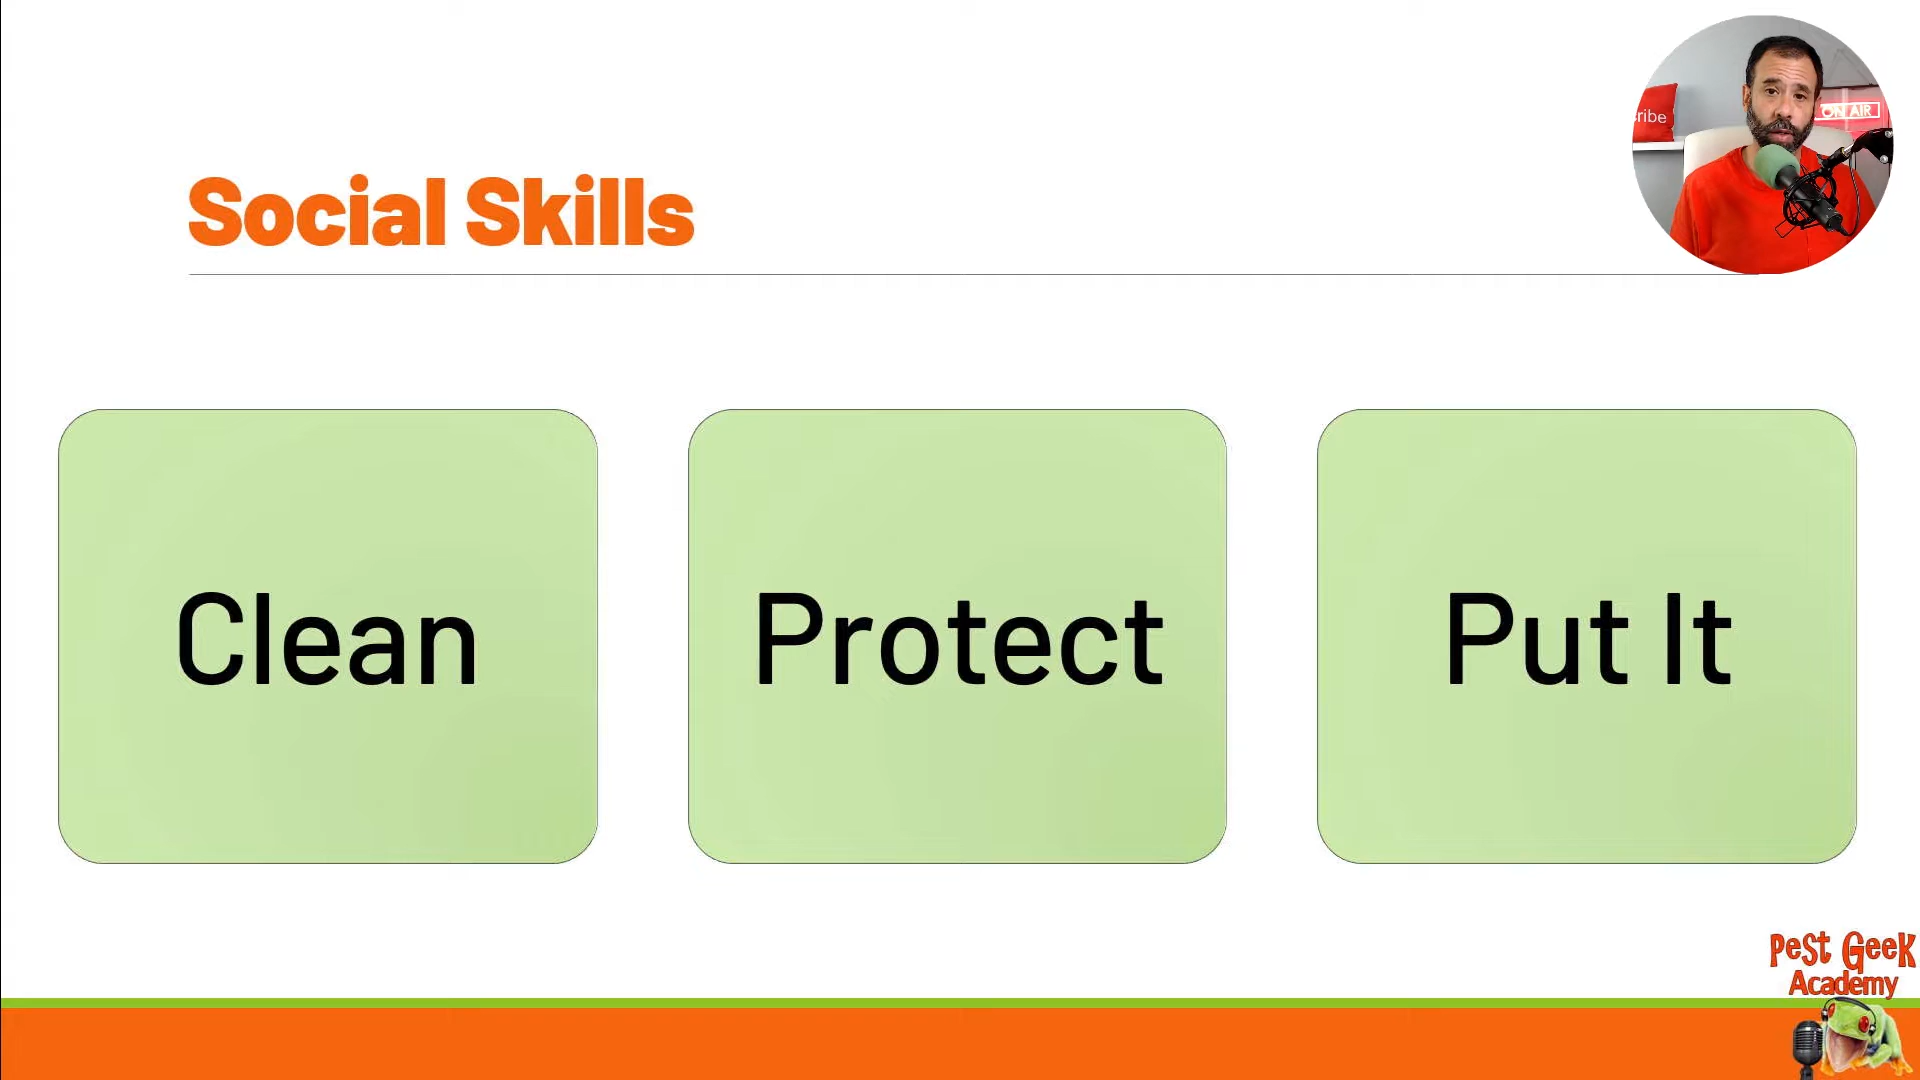 Social Skills
ribe
ON AIR
Clean
Protect
Put It
Pest Geek
Academy